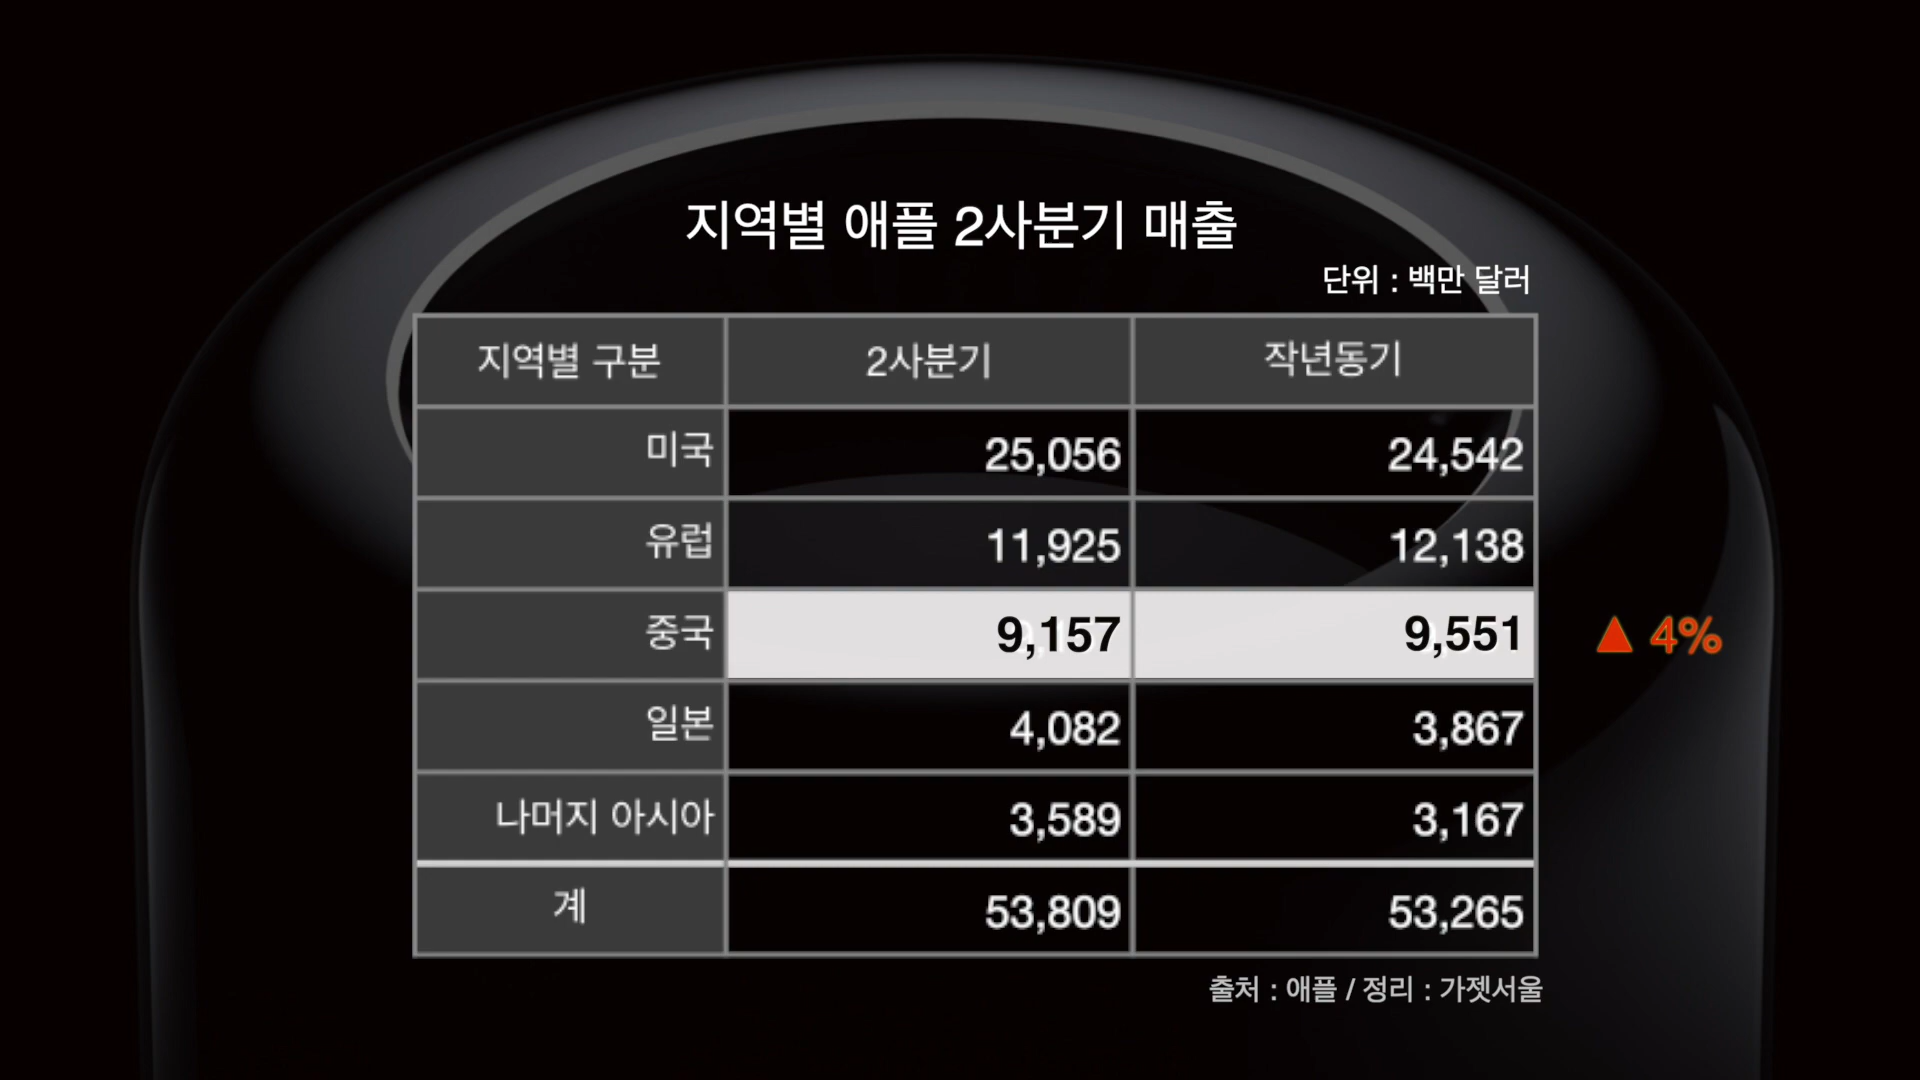 지역별 애플 2사분기 매출
단위 : 백만 달러
지역별 구분 2사분기 작년동기
미국 25,056 24,542
유럽 11,925 12,138
중국 9,157 9,551 ▲ 4%
일본 4,082 3,867
나머지 아시아 3,589 3,167
계 53,809 53,265
출처 : 애플 / 정리 : 가젯서울